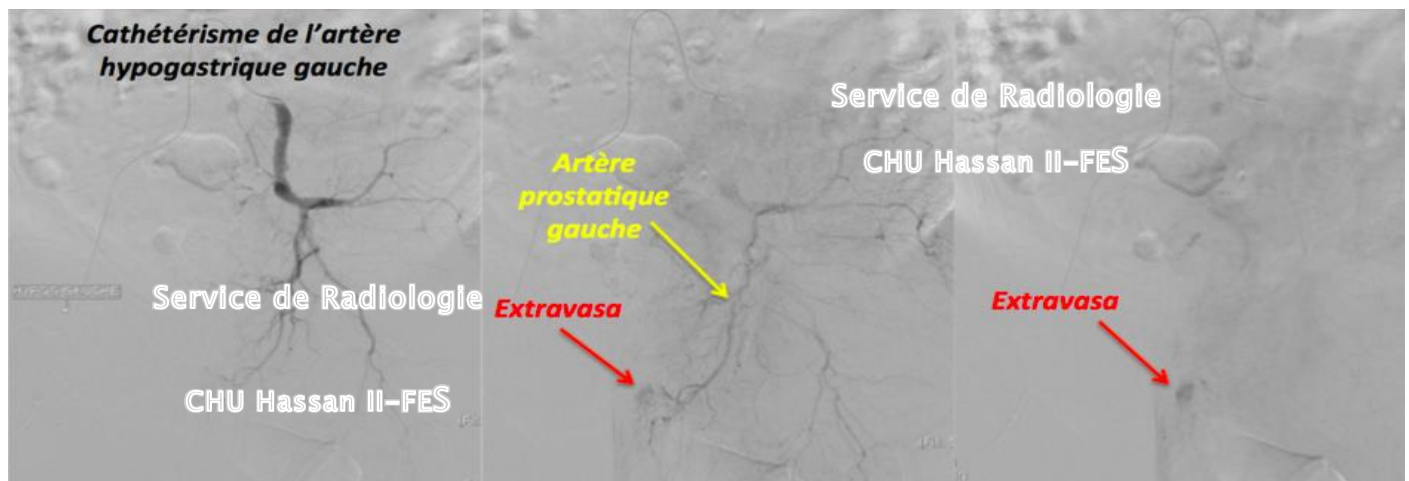 Cathétérisme de l'artère
hypogastrique gauche
Service de Radiologie
CHU Hassan II-FES
Artère
prostatique
gauche
Extravasa
Service de Radiologie
CHU Hassan II-FES
Extravasa